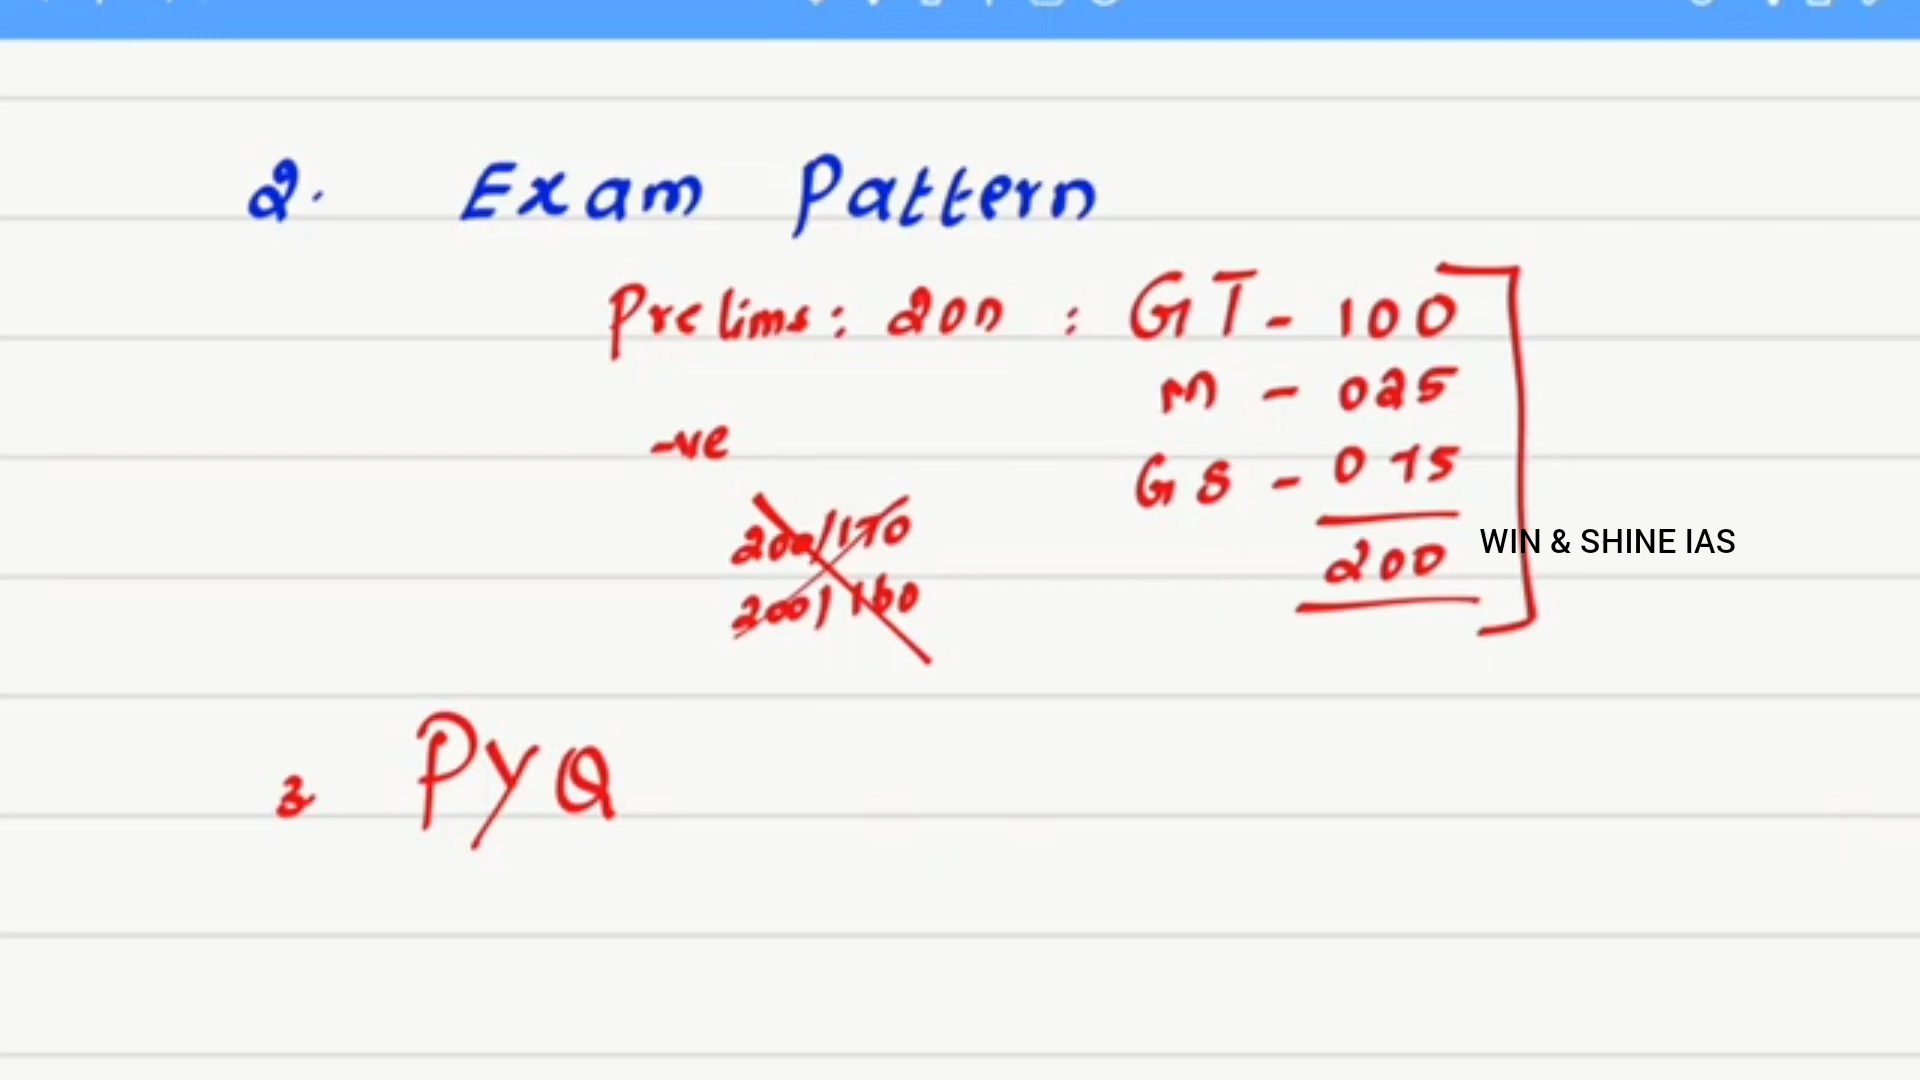 2. Exam Pattern
Prelims: 200 : GT - 100
M - 025
-ve
GS - 075
200/170
200
WIN & SHINE IAS
200/160
3 PYQ